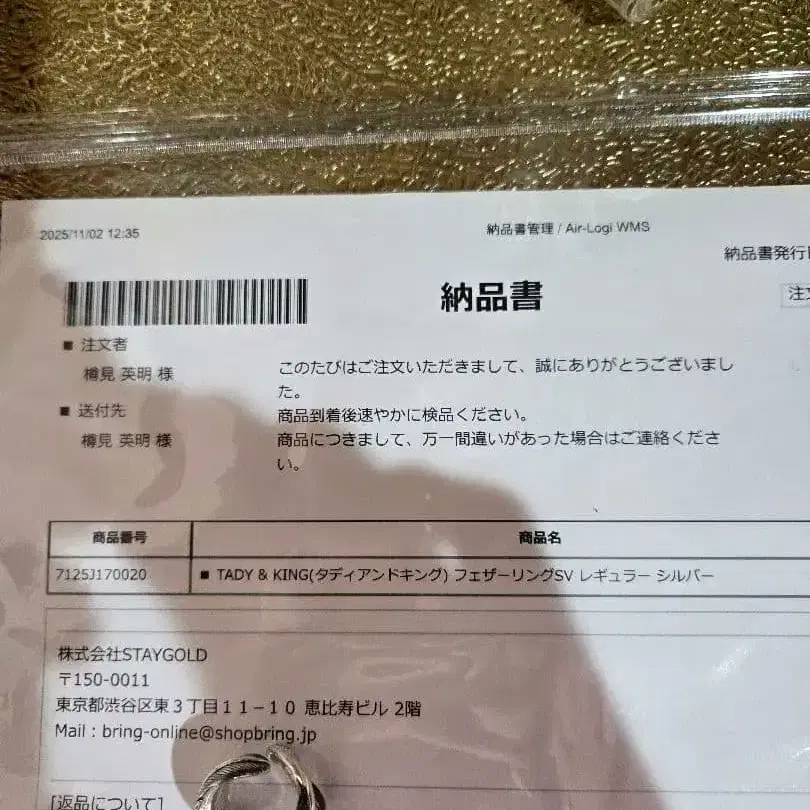 2025/11/02 12:35
納品書管理 / Air-Logi WMS
納品書発行
納品書
注文
■ 注文者
樽見 英明 様
■ 送付先
樽見 英明 様
このたびはご注文いただきまして、誠にありがとうございまし
た。
商品到着後速やかに検品ください。
商品につきまして、万一間違いがあった場合はご連絡くださ
い。
商品番号 商品名
7125J170020 ■ TADY & KING(タディアンドキング) フェザーリングSV レギュラー シルバー
株式会社STAYGOLD
〒150-0011
東京都渋谷区東３丁目１１−１０ 恵比寿ビル 2階
Mail : bring-online@shopbring.jp
[返品について]